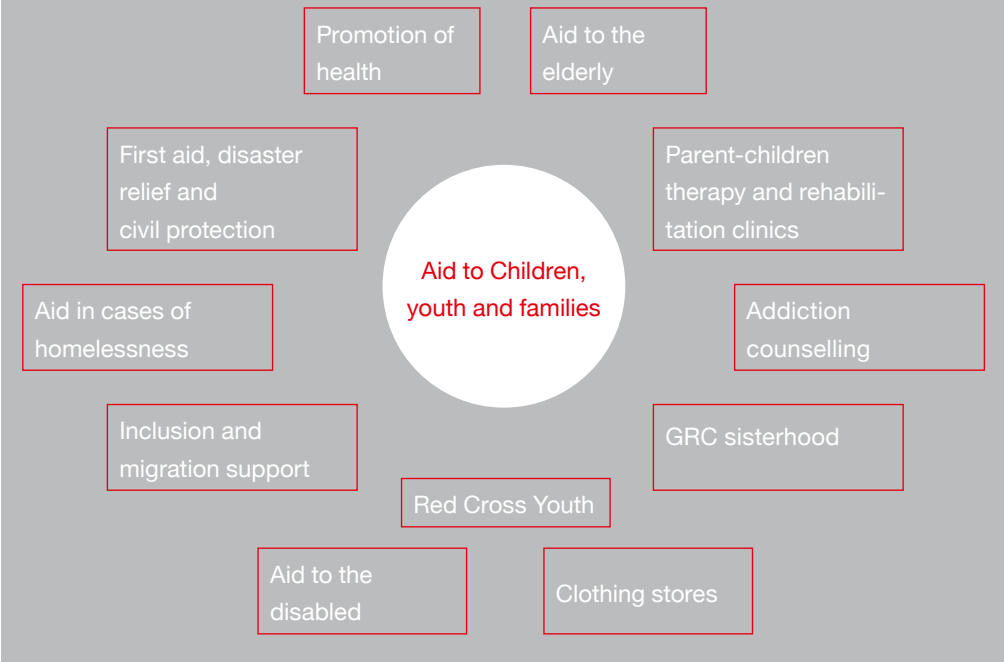 Promotion of
health
Aid to the
elderly
First aid, disaster
relief and
civil protection
Parent-children
therapy and rehabili-
tation clinics
Aid to Children,
youth and families
Aid in cases of
homelessness
Addiction
counselling
Inclusion and
migration support
GRC sisterhood
Red Cross Youth
Aid to the
disabled
Clothing stores